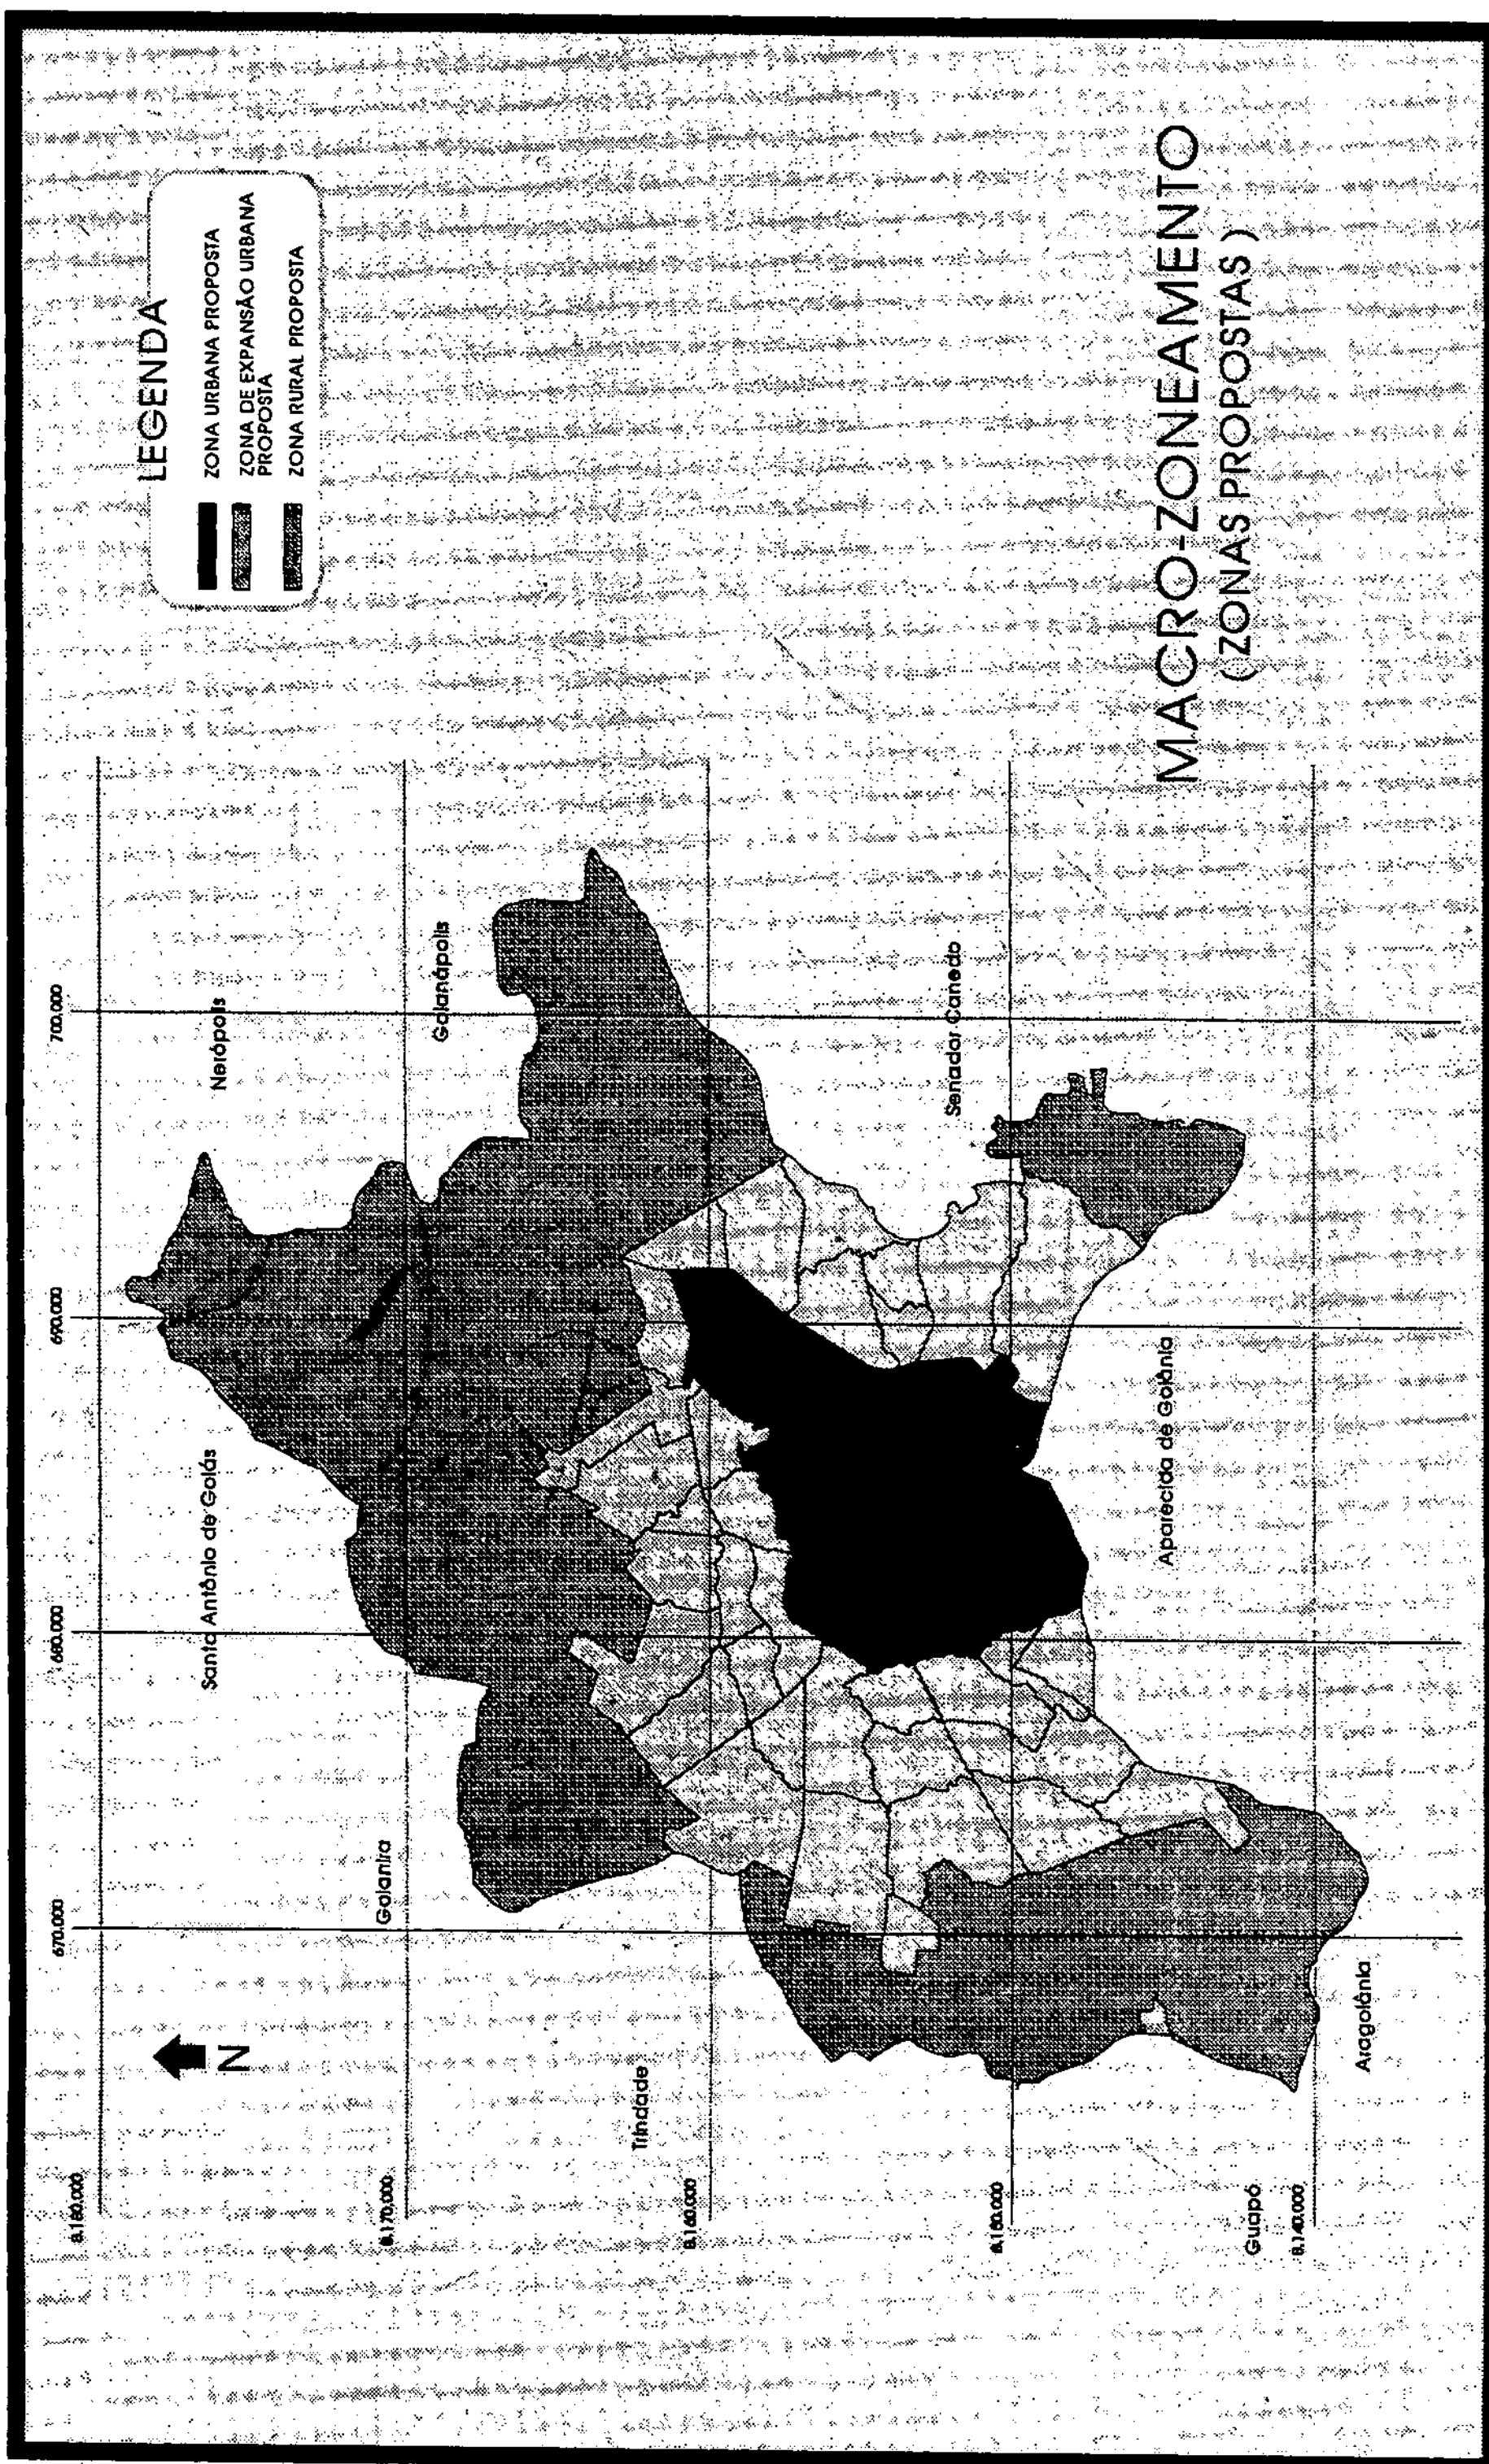 LEGENDA
ZONA URBANA PROPOSTA
ZONA DE EXPANSÃO URBANA
PROPOSTA
ZONA RURAL PROPOSTA
MACRO-ZONEAMENTO
(ZONAS PROPOSTAS)
N
670.000
680.000
690.000
700.000
8.180.000
8.170.000
8.160.000
8.150.000
8.140.000
Nerópolis
Santo Antônio de Goiás
Goianápolis
Goianira
Trindade
Senador Canedo
Aparecida de Goiânia
Guapó
Aragoiânia